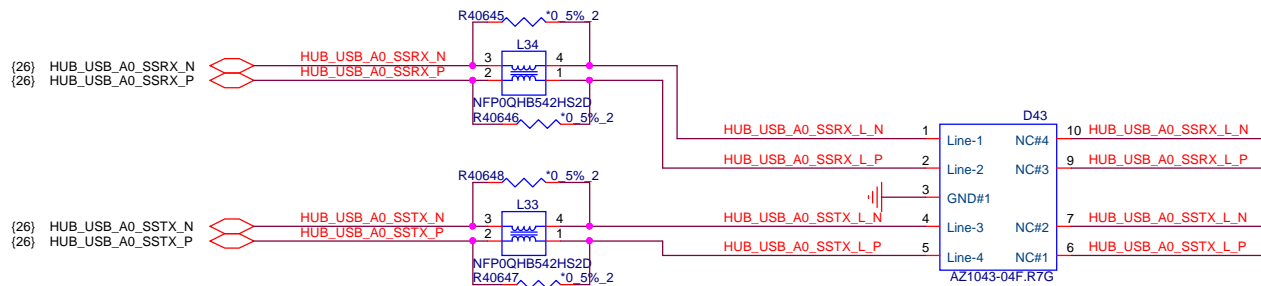 R40645 *0_5%_2
L34
{26} HUB_USB_A0_SSRX_N HUB_USB_A0_SSRX_N 3 4
{26} HUB_USB_A0_SSRX_P HUB_USB_A0_SSRX_P 2 1
NFP0QHB542HS2D
R40646 *0_5%_2
D43
HUB_USB_A0_SSRX_L_N 1 Line-1 NC#4 10 HUB_USB_A0_SSRX_L_N
HUB_USB_A0_SSRX_L_P 2 Line-2 NC#3 9 HUB_USB_A0_SSRX_L_P
R40648 *0_5%_2
3 GND#1
L33
{26} HUB_USB_A0_SSTX_N HUB_USB_A0_SSTX_N 3 4 HUB_USB_A0_SSTX_L_N 4 Line-3 NC#2 7 HUB_USB_A0_SSTX_L_N
{26} HUB_USB_A0_SSTX_P HUB_USB_A0_SSTX_P 2 1 HUB_USB_A0_SSTX_L_P 5 Line-4 NC#1 6 HUB_USB_A0_SSTX_L_P
NFP0QHB542HS2D
R40647 *0_5%_2
AZ1043-04F.R7G